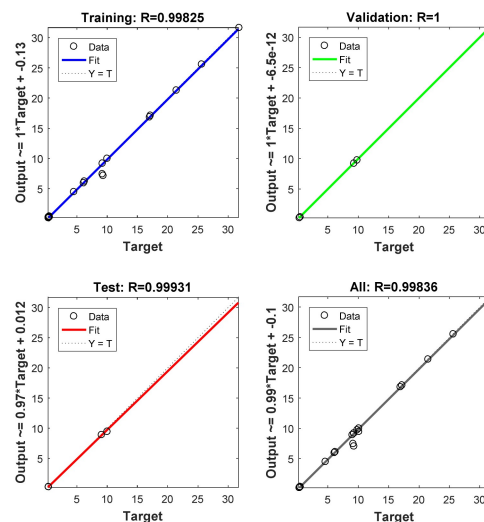 Training: R=0.99825
Output ~= 1*Target + -0.13
30
25
20
15
10
5
Data
Fit
Y = T
5 10 15 20 25 30
Target
Validation: R=1
Output ~= 1*Target + -6.5e-12
30
25
20
15
10
5
Data
Fit
Y = T
5 10 15 20 25 30
Target
Test: R=0.99931
Output ~= 0.97*Target + 0.012
30
25
20
15
10
5
Data
Fit
Y = T
5 10 15 20 25 30
Target
All: R=0.99836
Output ~= 0.99*Target + -0.1
30
25
20
15
10
5
Data
Fit
Y = T
5 10 15 20 25 30
Target